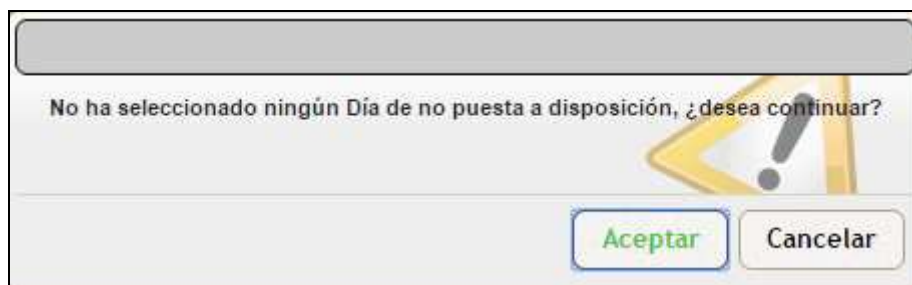 No ha seleccionado ningún Día de no puesta a disposición, ¿desea continuar?
Aceptar Cancelar